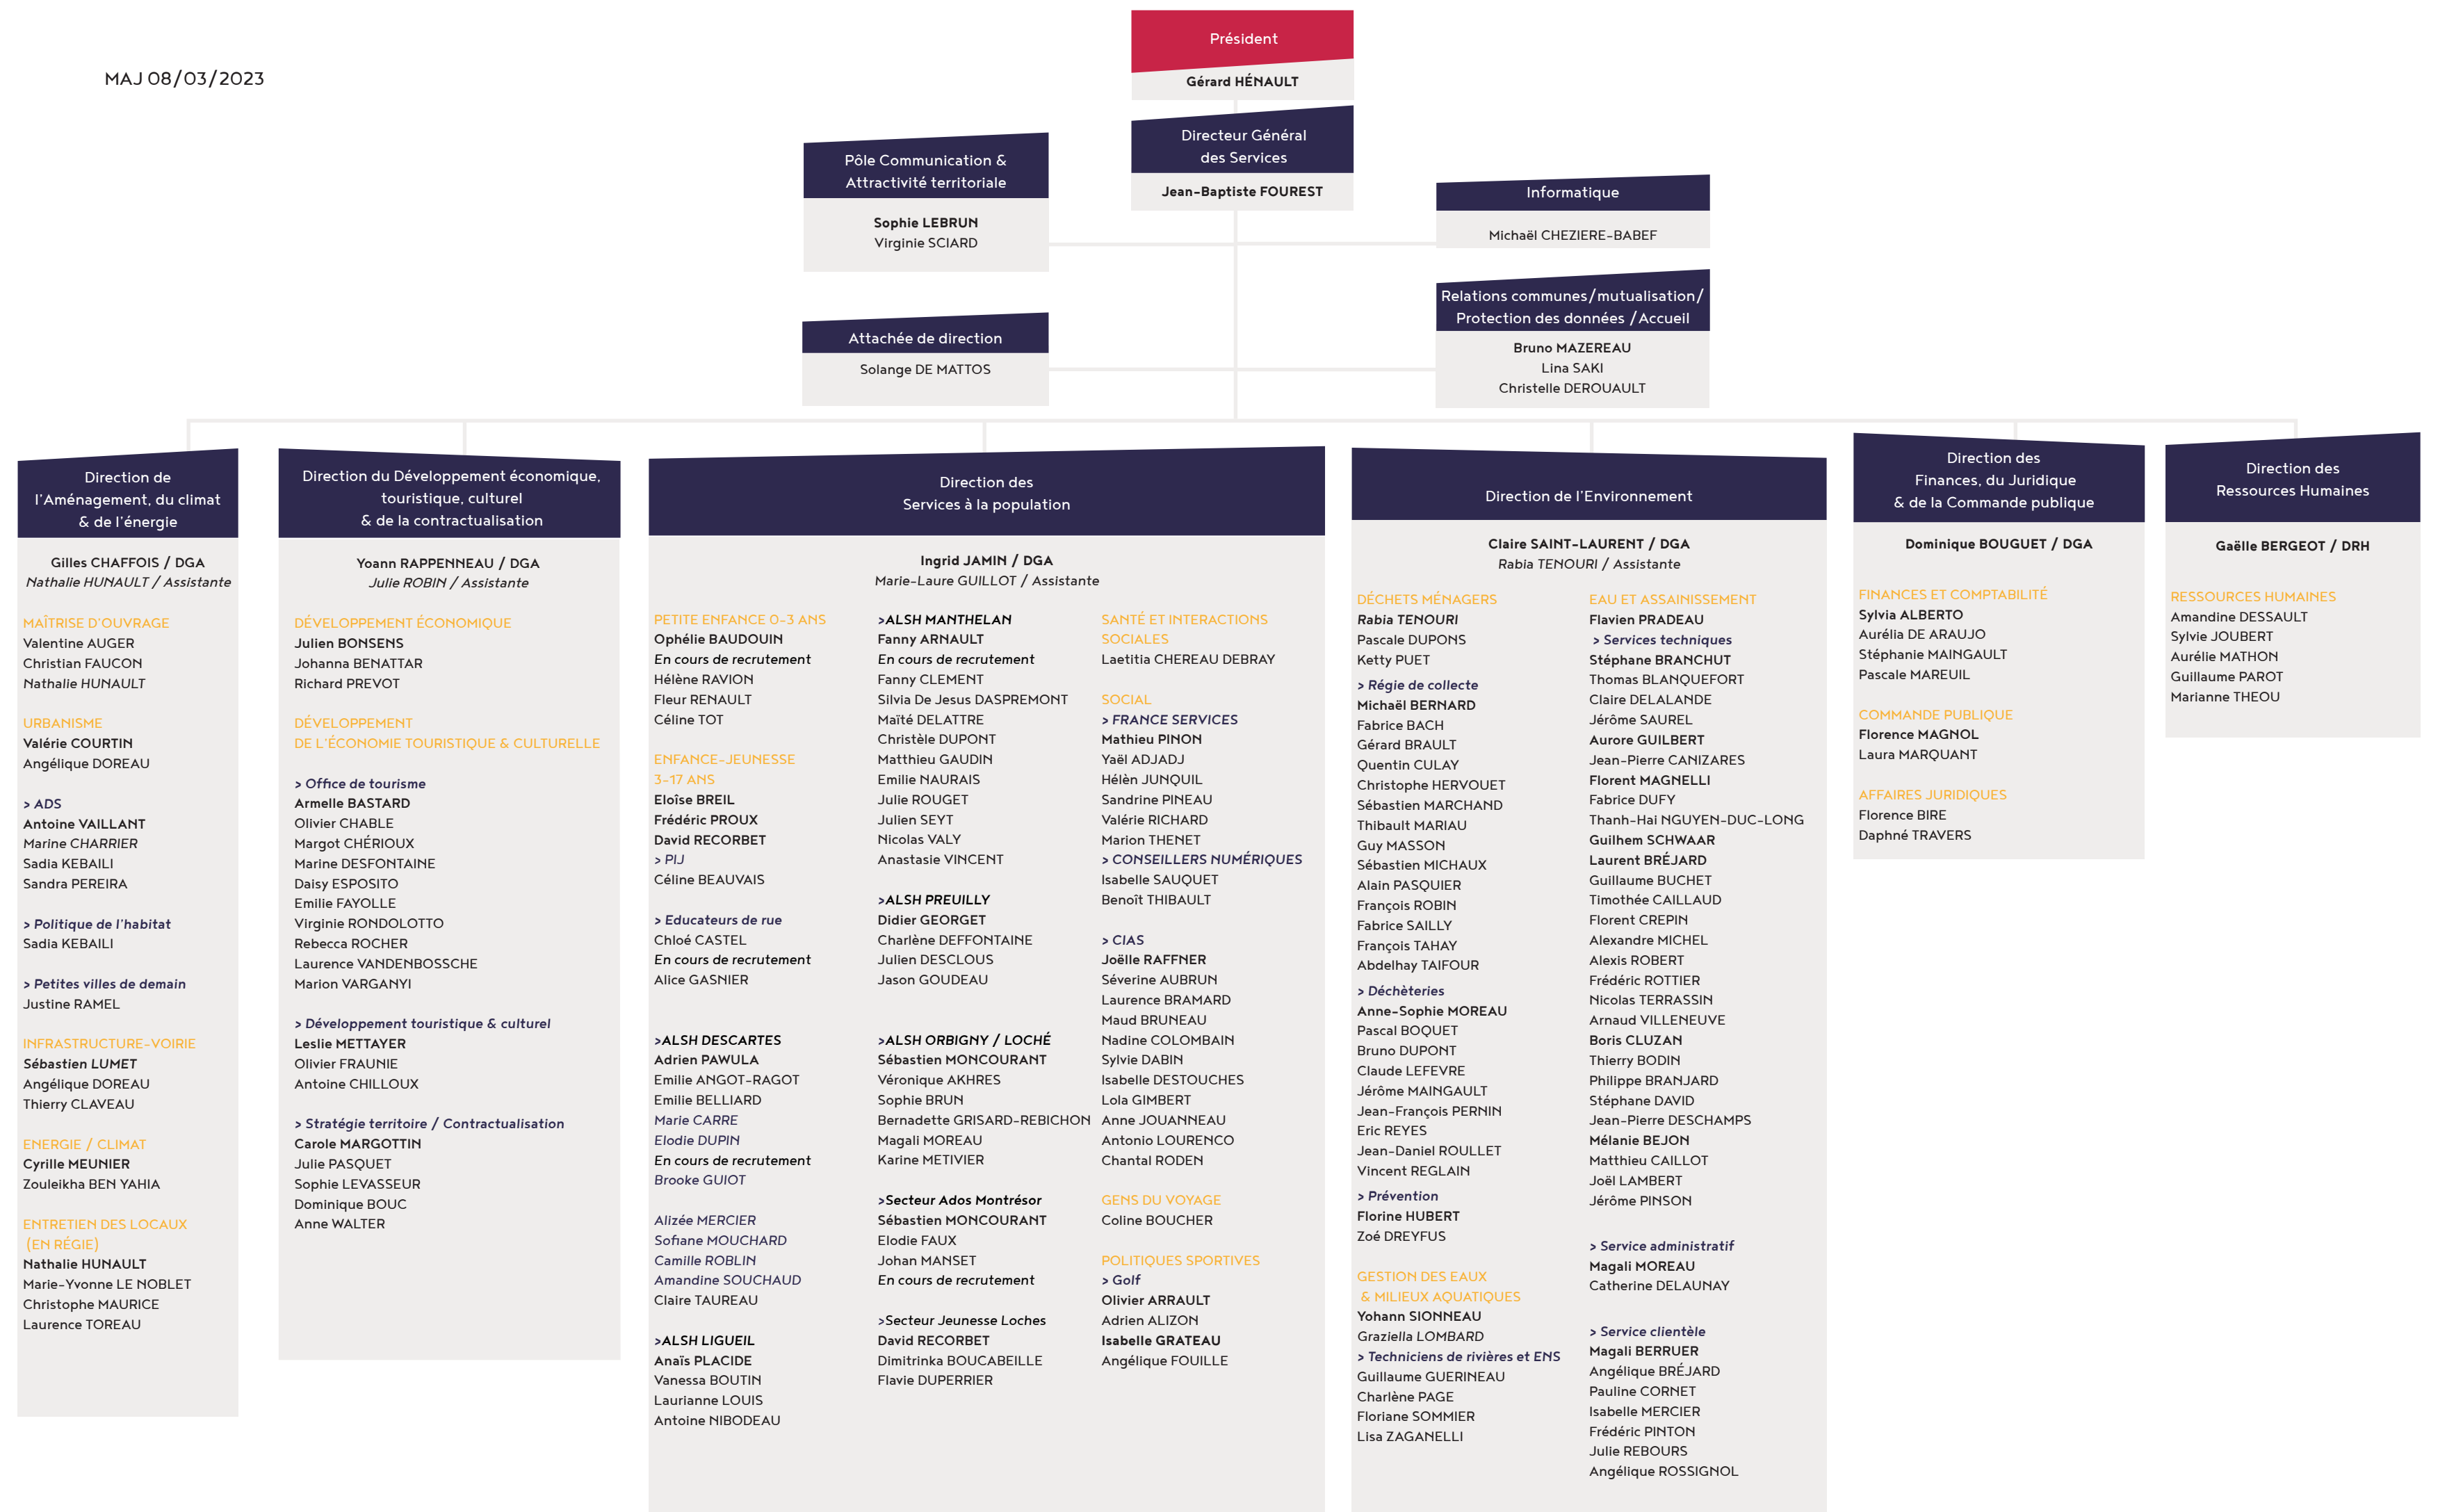 MAJ 08/03/2023
Président
Gérard HÉNAULT
Directeur Général
des Services
Jean-Baptiste FOUREST
Pôle Communication &
Attractivité territoriale
Sophie LEBRUN
Virginie SCIARD
Informatique
Michaël CHEZIERE-BABEF
Attachée de direction
Solange DE MATTOS
Relations communes/mutualisation/
Protection des données /Accueil
Bruno MAZEREAU
Lina SAKI
Christelle DEROUAULT
Direction de
l'Aménagement, du climat
& de l'énergie
Gilles CHAFFOIS / DGA
Nathalie HUNAULT / Assistante
MAÎTRISE D'OUVRAGE
Valentine AUGER
Christian FAUCON
Nathalie HUNAULT
URBANISME
Valérie COURTIN
Angélique DOREAU
> ADS
Antoine VAILLANT
Marine CHARRIER
Sadia KEBAILI
Sandra PEREIRA
> Politique de l'habitat
Sadia KEBAILI
> Petites villes de demain
Justine RAMEL
INFRASTRUCTURE-VOIRIE
Sébastien LUMET
Angélique DOREAU
Thierry CLAVEAU
ENERGIE / CLIMAT
Cyrille MEUNIER
Zouleikha BEN YAHIA
ENTRETIEN DES LOCAUX
(EN RÉGIE)
Nathalie HUNAULT
Marie-Yvonne LE NOBLET
Christophe MAURICE
Laurence TOREAU
Direction du Développement économique,
touristique, culturel
& de la contractualisation
Yoann RAPPENNEAU / DGA
Julie ROBIN / Assistante
DÉVELOPPEMENT ÉCONOMIQUE
Julien BONSENS
Johanna BENATTAR
Richard PREVOT
DÉVELOPPEMENT
DE L'ÉCONOMIE TOURISTIQUE & CULTURELLE
> Office de tourisme
Armelle BASTARD
Olivier CHABLE
Margot CHÉRIOUX
Marine DESFONTAINE
Daisy ESPOSITO
Emilie FAYOLLE
Virginie RONDOLOTTO
Rebecca ROCHER
Laurence VANDENBOSSCHE
Marion VARGANYI
> Développement touristique & culturel
Leslie METTAYER
Olivier FRAUNIE
Antoine CHILLOUX
> Stratégie territoire / Contractualisation
Carole MARGOTTIN
Julie PASQUET
Sophie LEVASSEUR
Dominique BOUC
Anne WALTER
Direction des
Services à la population
Ingrid JAMIN / DGA
Marie-Laure GUILLOT / Assistante
PETITE ENFANCE 0-3 ANS
Ophélie BAUDOUIN
En cours de recrutement
Hélène RAVION
Fleur RENAULT
Céline TOT
ENFANCE-JEUNESSE
3-17 ANS
Eloîse BREIL
Frédéric PROUX
David RECORBET
> PIJ
Céline BEAUVAIS
> Educateurs de rue
Chloé CASTEL
En cours de recrutement
Alice GASNIER
>ALSH DESCARTES
Adrien PAWULA
Emilie ANGOT-RAGOT
Emilie BELLIARD
Marie CARRE
Elodie DUPIN
En cours de recrutement
Brooke GUIOT
Alizée MERCIER
Sofiane MOUCHARD
Camille ROBLIN
Amandine SOUCHAUD
Claire TAUREAU
>ALSH LIGUEIL
Anaïs PLACIDE
Vanessa BOUTIN
Laurianne LOUIS
Antoine NIBODEAU
>ALSH MANTHELAN
Fanny ARNAULT
En cours de recrutement
Fanny CLEMENT
Silvia De Jesus DASPREMONT
Maïté DELATTRE
Christèle DUPONT
Matthieu GAUDIN
Emilie NAURAIS
Julie ROUGET
Julien SEYT
Nicolas VALY
Anastasie VINCENT
>ALSH PREUILLY
Didier GEORGET
Charlène DEFFONTAINE
Julien DESCLOUS
Jason GOUDEAU
>ALSH ORBIGNY / LOCHÉ
Sébastien MONCOURANT
Véronique AKHRES
Sophie BRUN
Bernadette GRISARD-REBICHON
Magali MOREAU
Karine METIVIER
>Secteur Ados Montrésor
Sébastien MONCOURANT
Elodie FAUX
Johan MANSET
En cours de recrutement
>Secteur Jeunesse Loches
David RECORBET
Dimitrinka BOUCABEILLE
Flavie DUPERRIER
SANTÉ ET INTERACTIONS
SOCIALES
Laetitia CHEREAU DEBRAY
SOCIAL
> FRANCE SERVICES
Mathieu PINON
Yaël ADJADJ
Hélèn JUNQUIL
Sandrine PINEAU
Valérie RICHARD
Marion THENET
> CONSEILLERS NUMÉRIQUES
Isabelle SAUQUET
Benoît THIBAULT
> CIAS
Joëlle RAFFNER
Séverine AUBRUN
Laurence BRAMARD
Maud BRUNEAU
Nadine COLOMBAIN
Sylvie DABIN
Isabelle DESTOUCHES
Lola GIMBERT
Anne JOUANNEAU
Antonio LOURENCO
Chantal RODEN
GENS DU VOYAGE
Coline BOUCHER
POLITIQUES SPORTIVES
> Golf
Olivier ARRAULT
Adrien ALIZON
Isabelle GRATEAU
Angélique FOUILLE
Direction de l'Environnement
Claire SAINT-LAURENT / DGA
Rabia TENOURI / Assistante
DÉCHETS MÉNAGERS
Rabia TENOURI
Pascale DUPONS
Ketty PUET
> Régie de collecte
Michaël BERNARD
Fabrice BACH
Gérard BRAULT
Quentin CULAY
Christophe HERVOUET
Sébastien MARCHAND
Thibault MARIAU
Guy MASSON
Sébastien MICHAUX
Alain PASQUIER
François ROBIN
Fabrice SAILLY
François TAHAY
Abdelhay TAIFOUR
> Déchèteries
Anne-Sophie MOREAU
Pascal BOQUET
Bruno DUPONT
Claude LEFEVRE
Jérôme MAINGAULT
Jean-François PERNIN
Eric REYES
Jean-Daniel ROULLET
Vincent REGLAIN
> Prévention
Florine HUBERT
Zoé DREYFUS
GESTION DES EAUX
& MILIEUX AQUATIQUES
Yohann SIONNEAU
Graziella LOMBARD
> Techniciens de rivières et ENS
Guillaume GUERINEAU
Charlène PAGE
Floriane SOMMIER
Lisa ZAGANELLI
EAU ET ASSAINISSEMENT
Flavien PRADEAU
> Services techniques
Stéphane BRANCHUT
Thomas BLANQUEFORT
Claire DELALANDE
Jérôme SAUREL
Aurore GUILBERT
Jean-Pierre CANIZARES
Florent MAGNELLI
Fabrice DUFY
Thanh-Hai NGUYEN-DUC-LONG
Guilhem SCHWAAR
Laurent BRÉJARD
Guillaume BUCHET
Timothée CAILLAUD
Florent CREPIN
Alexandre MICHEL
Alexis ROBERT
Frédéric ROTTIER
Nicolas TERRASSIN
Arnaud VILLENEUVE
Boris CLUZAN
Thierry BODIN
Philippe BRANJARD
Stéphane DAVID
Jean-Pierre DESCHAMPS
Mélanie BEJON
Matthieu CAILLOT
Joël LAMBERT
Jérôme PINSON
> Service administratif
Magali MOREAU
Catherine DELAUNAY
> Service clientèle
Magali BERRUER
Angélique BRÉJARD
Pauline CORNET
Isabelle MERCIER
Frédéric PINTON
Julie REBOURS
Angélique ROSSIGNOL
Direction des
Finances, du Juridique
& de la Commande publique
Dominique BOUGUET / DGA
FINANCES ET COMPTABILITÉ
Sylvia ALBERTO
Aurélia DE ARAUJO
Stéphanie MAINGAULT
Pascale MAREUIL
COMMANDE PUBLIQUE
Florence MAGNOL
Laura MARQUANT
AFFAIRES JURIDIQUES
Florence BIRE
Daphné TRAVERS
Direction des
Ressources Humaines
Gaëlle BERGEOT / DRH
RESSOURCES HUMAINES
Amandine DESSAULT
Sylvie JOUBERT
Aurélie MATHON
Guillaume PAROT
Marianne THEOU